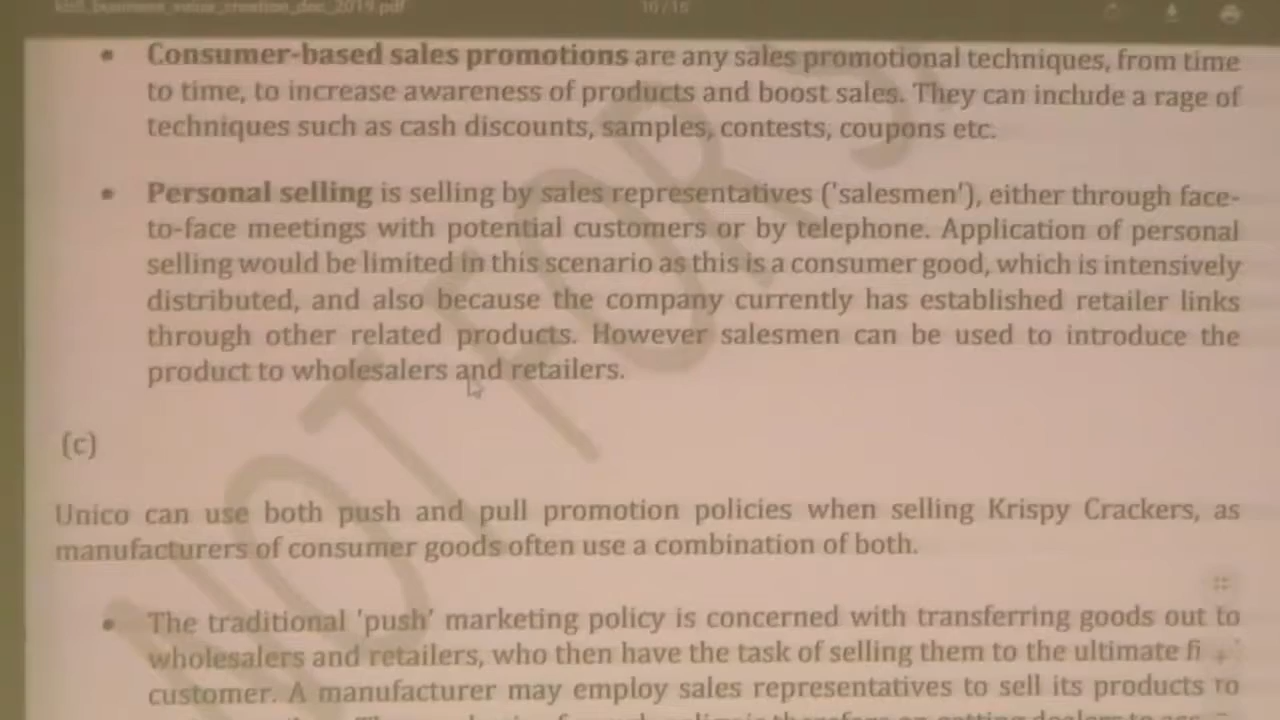 kb3_business_value_creation_dec_2019.pdf 10/16
• Consumer-based sales promotions are any sales promotional techniques, from time
to time, to increase awareness of products and boost sales. They can include a rage of
techniques such as cash discounts, samples, contests, coupons etc.
• Personal selling is selling by sales representatives ('salesmen'), either through face-
to-face meetings with potential customers or by telephone. Application of personal
selling would be limited in this scenario as this is a consumer good, which is intensively
distributed, and also because the company currently has established retailer links
through other related products. However salesmen can be used to introduce the
product to wholesalers and retailers.
(c)
Unico can use both push and pull promotion policies when selling Krispy Crackers, as
manufacturers of consumer goods often use a combination of both.
• The traditional 'push' marketing policy is concerned with transferring goods out to
wholesalers and retailers, who then have the task of selling them to the ultimate fi
customer. A manufacturer may employ sales representatives to sell its products to
NOT FOR S